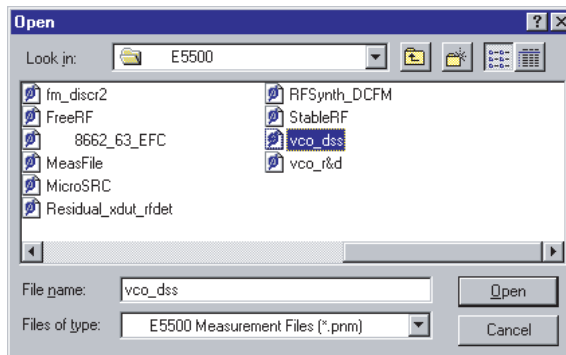 Open
Look in: E5500
fm_discr2
FreeRF
8662_63_EFC
MeasFile
MicroSRC
Residual_xdut_rfdet
RFSynth_DCFM
StableRF
vco_dss
vco_r&d
File name: vco_dss
Open
Files of type: E5500 Measurement Files (*.pnm)
Cancel